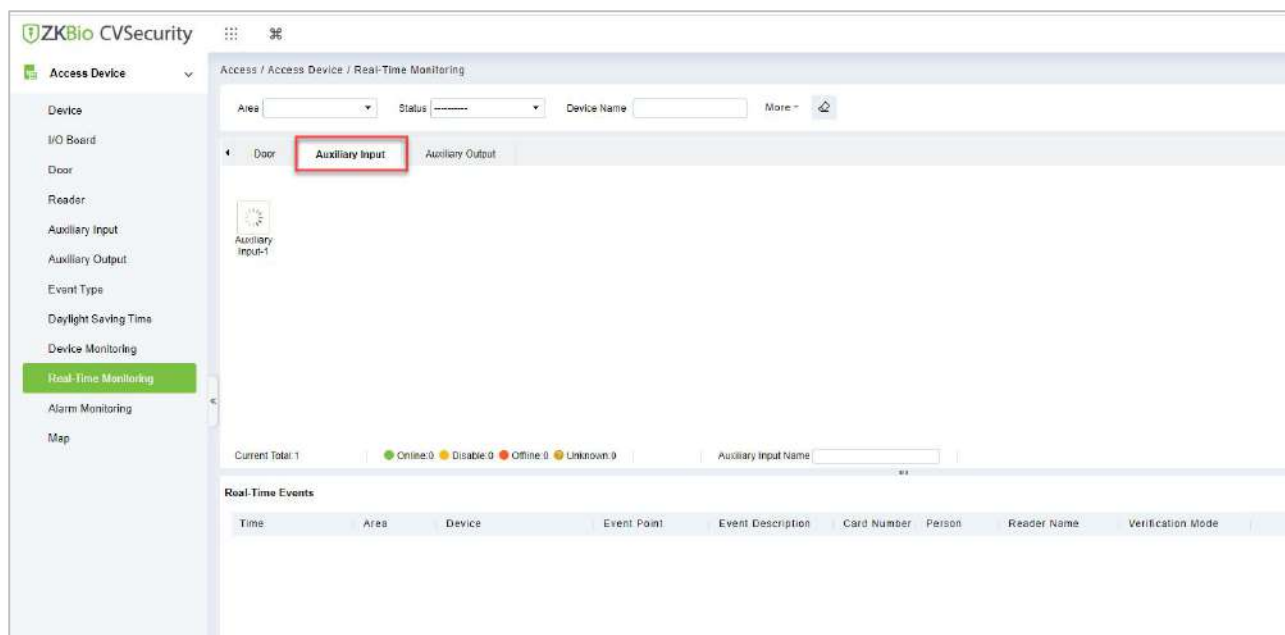 ZKBio CVSecurity
Access Device
Device
I/O Board
Door
Reader
Auxiliary Input
Auxiliary Output
Event Type
Daylight Saving Time
Device Monitoring
Real-Time Monitoring
Alarm Monitoring
Map
Access / Access Device / Real-Time Monitoring
Area Status ---------- Device Name More
Door Auxiliary Input Auxiliary Output
Auxiliary
Input-1
Current Total:1 Online:0 Disable:0 Offline:0 Unknown:0 Auxiliary Input Name
Real-Time Events
Time Area Device Event Point Event Description Card Number Person Reader Name Verification Mode